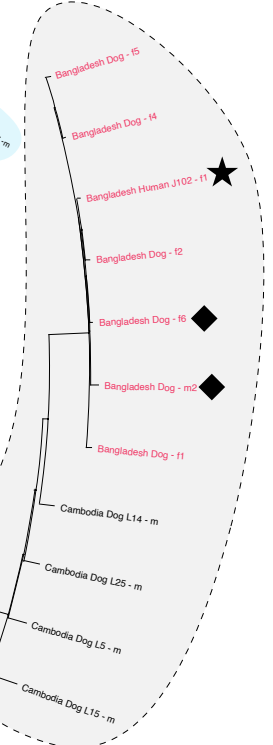 Bangladesh Dog - f5
Bangladesh Dog - f4
Bangladesh Human J102 - f1
Bangladesh Dog - f2
Bangladesh Dog - f6
Bangladesh Dog - m2
Bangladesh Dog - f1
Cambodia Dog L14 - m
Cambodia Dog L25 - m
Cambodia Dog L5 - m
Cambodia Dog L15 - m